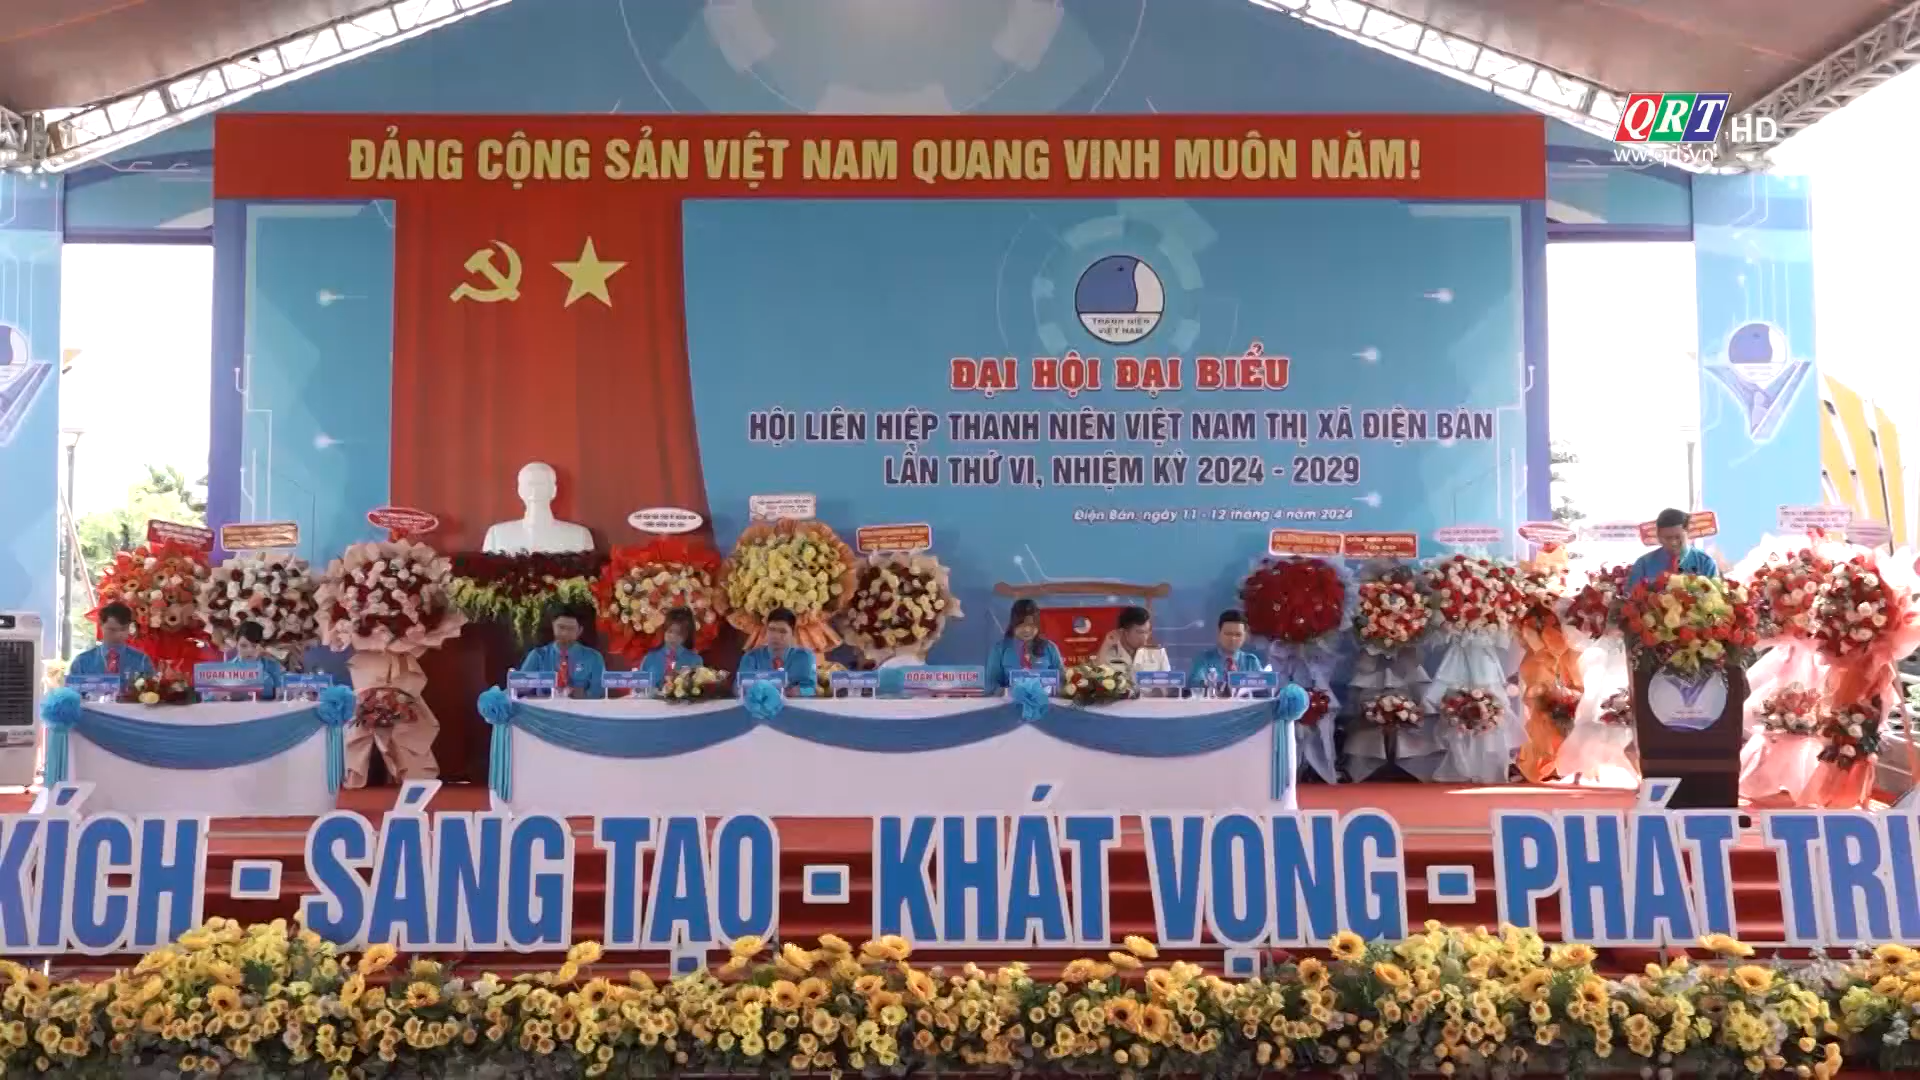 QRT HD
www.qrt.vn
ĐẢNG CỘNG SẢN VIỆT NAM QUANG VINH MUÔN NĂM!
THANH NIÊN
VIỆT NAM
ĐẠI HỘI ĐẠI BIỂU
HỘI LIÊN HIỆP THANH NIÊN VIỆT NAM THỊ XÃ ĐIỆN BÀN
LẦN THỨ VI, NHIỆM KỲ 2024 - 2029
Điện Bàn, ngày 11 - 12 tháng 4 năm 2024
ĐOÀN THƯ KÝ
ĐOÀN CHỦ TỊCH
KÍCH - SÁNG TẠO - KHÁT VỌNG - PHÁT TRI